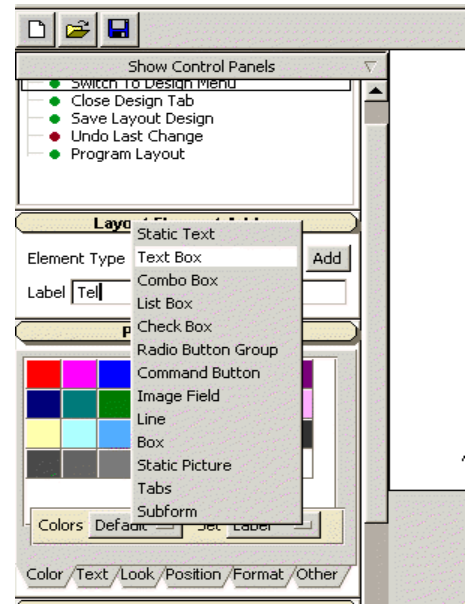 Show Control Panels
Switch To Design Menu
Close Design Tab
Save Layout Design
Undo Last Change
Program Layout
Element Type
Add
Label Tel
Static Text
Text Box
Combo Box
List Box
Check Box
Radio Button Group
Command Button
Image Field
Line
Box
Static Picture
Tabs
Subform
Colors Default Set Label
Color Text Look Position Format Other